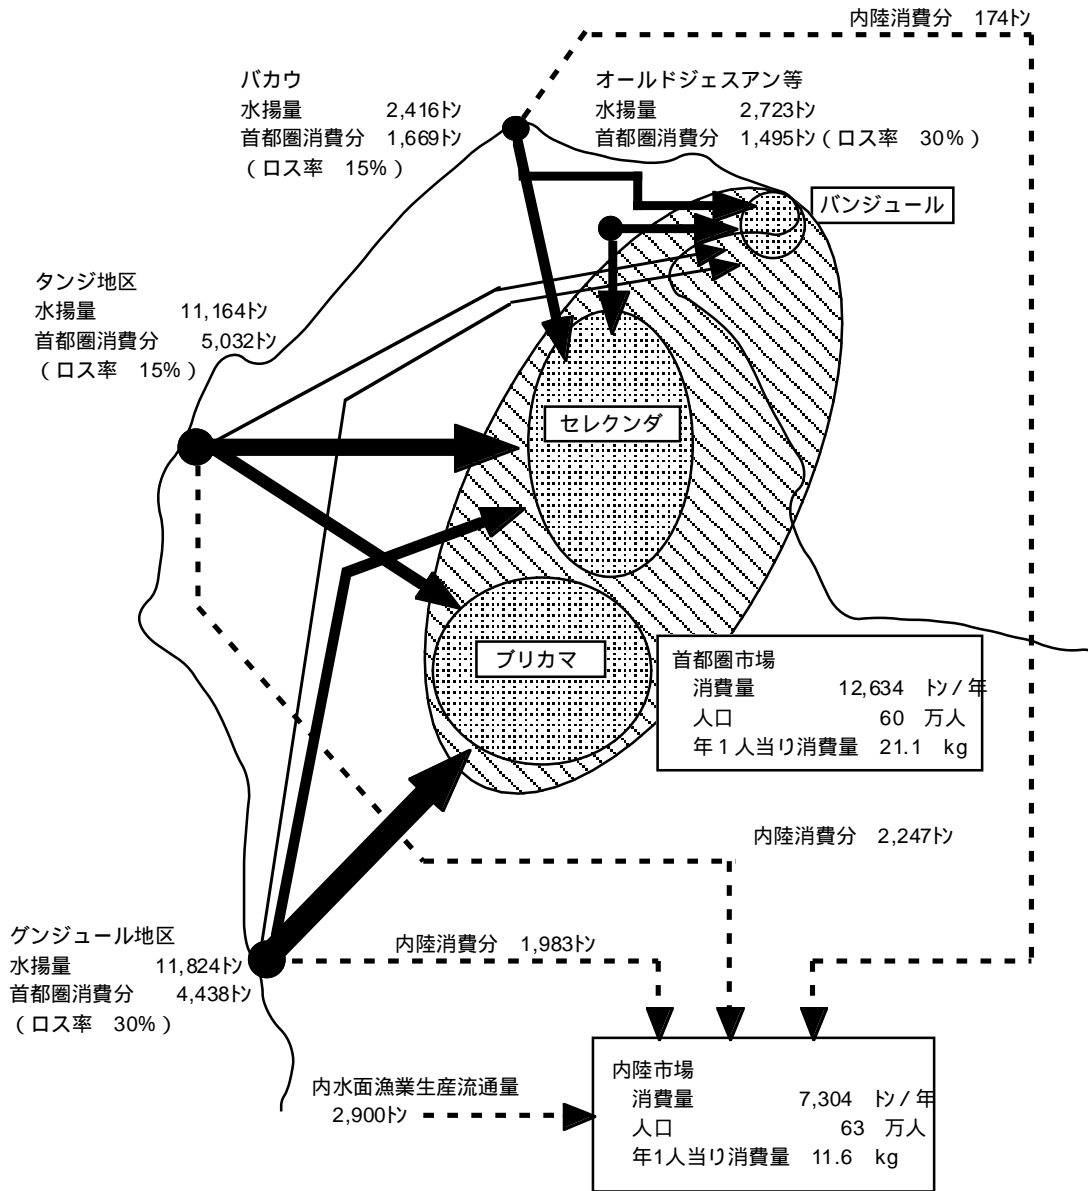 内陸消費分　174トン
バカウ
水揚量　2,416トン
首都圏消費分　1,669トン
（ロス率　15%）
オールドジェスアン等
水揚量　2,723トン
首都圏消費分　1,495トン（ロス率　30%）
バンジュール
タンジ地区
水揚量　11,164トン
首都圏消費分　5,032トン
（ロス率　15%）
セレクンダ
ブリカマ
首都圏市場
消費量　12,634　トン／年
人口　60　万人
年１人当り消費量　21.1　kg
内陸消費分　2,247トン
グンジュール地区
水揚量　11,824トン
首都圏消費分　4,438トン
（ロス率　30%）
内陸消費分　1,983トン
内水面漁業生産流通量
2,900トン
内陸市場
消費量　7,304　トン／年
人口　63　万人
年1人当り消費量　11.6　kg